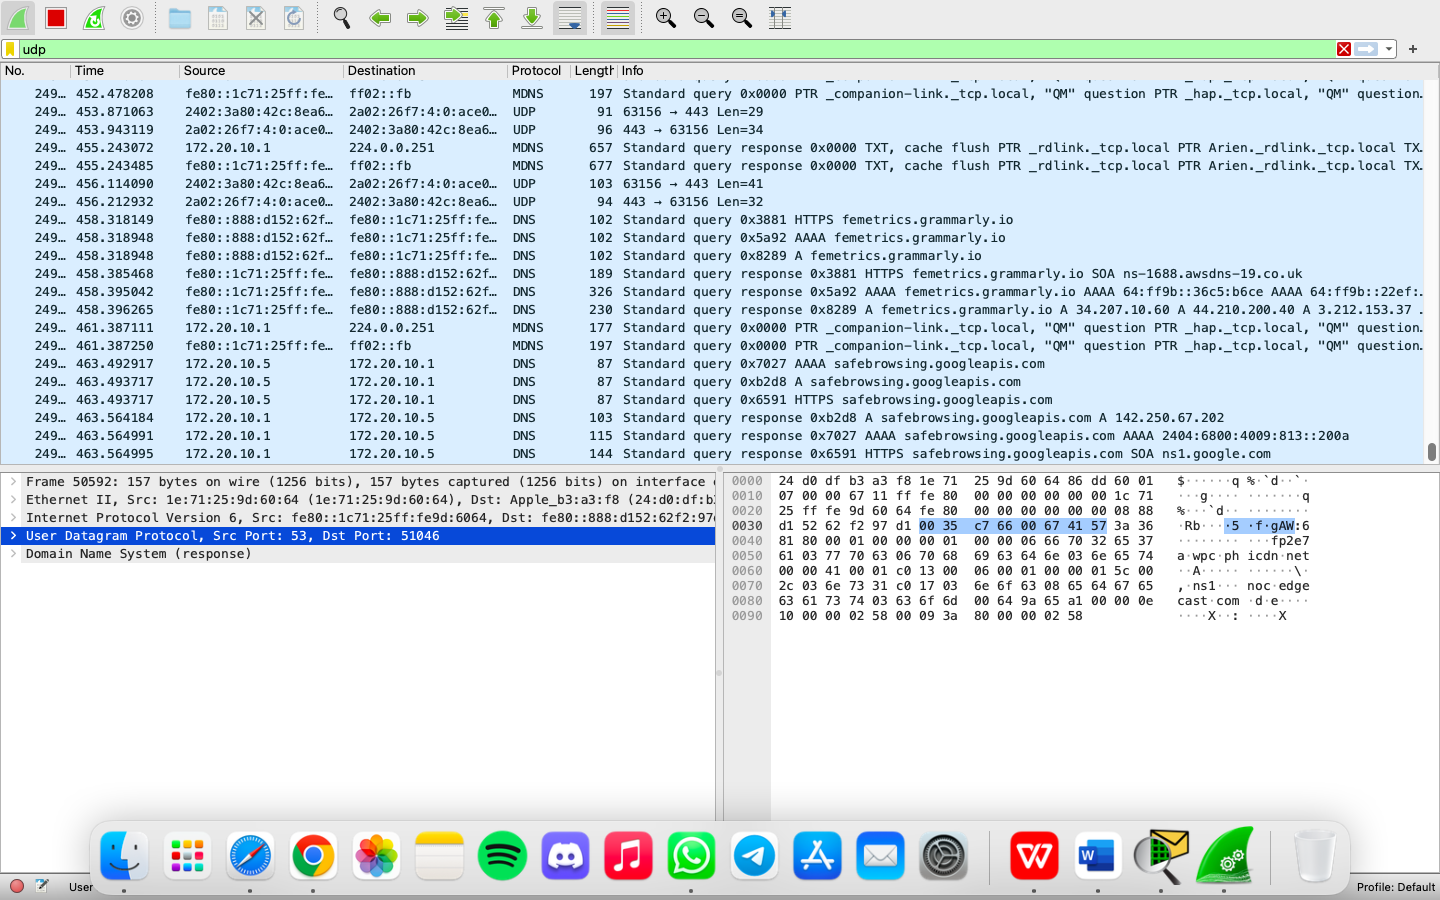 udp
No. Time Source Destination Protocol Length Info
249… 452.478208 fe80::1c71:25ff:fe… ff02::fb MDNS 197 Standard query 0x0000 PTR _companion-link._tcp.local, "QM" question PTR _hap._tcp.local, "QM" question…
249… 453.871063 2402:3a80:42c:8ea6… 2a02:26f7:4:0:ace0… UDP 91 63156 → 443 Len=29
249… 453.943119 2a02:26f7:4:0:ace0… 2402:3a80:42c:8ea6… UDP 96 443 → 63156 Len=34
249… 455.243072 172.20.10.1 224.0.0.251 MDNS 657 Standard query response 0x0000 TXT, cache flush PTR _rdlink._tcp.local PTR Arien._rdlink._tcp.local TX…
249… 455.243485 fe80::1c71:25ff:fe… ff02::fb MDNS 677 Standard query response 0x0000 TXT, cache flush PTR _rdlink._tcp.local PTR Arien._rdlink._tcp.local TX…
249… 456.114090 2402:3a80:42c:8ea6… 2a02:26f7:4:0:ace0… UDP 103 63156 → 443 Len=41
249… 456.212932 2a02:26f7:4:0:ace0… 2402:3a80:42c:8ea6… UDP 94 443 → 63156 Len=32
249… 458.318149 fe80::888:d152:62f… fe80::1c71:25ff:fe… DNS 102 Standard query 0x3881 HTTPS femetrics.grammarly.io
249… 458.318948 fe80::888:d152:62f… fe80::1c71:25ff:fe… DNS 102 Standard query 0x5a92 AAAA femetrics.grammarly.io
249… 458.318948 fe80::888:d152:62f… fe80::1c71:25ff:fe… DNS 102 Standard query 0x8289 A femetrics.grammarly.io
249… 458.385468 fe80::1c71:25ff:fe… fe80::888:d152:62f… DNS 189 Standard query response 0x3881 HTTPS femetrics.grammarly.io SOA ns-1688.awsdns-19.co.uk
249… 458.395042 fe80::1c71:25ff:fe… fe80::888:d152:62f… DNS 326 Standard query response 0x5a92 AAAA femetrics.grammarly.io AAAA 64:ff9b::36c5:b6ce AAAA 64:ff9b::22ef:…
249… 458.396265 fe80::1c71:25ff:fe… fe80::888:d152:62f… DNS 230 Standard query response 0x8289 A femetrics.grammarly.io A 34.207.10.60 A 44.210.200.40 A 3.212.153.37 …
249… 461.387111 172.20.10.1 224.0.0.251 MDNS 177 Standard query 0x0000 PTR _companion-link._tcp.local, "QM" question PTR _hap._tcp.local, "QM" question…
249… 461.387250 fe80::1c71:25ff:fe… ff02::fb MDNS 197 Standard query 0x0000 PTR _companion-link._tcp.local, "QM" question PTR _hap._tcp.local, "QM" question…
249… 463.492917 172.20.10.5 172.20.10.1 DNS 87 Standard query 0x7027 AAAA safebrowsing.googleapis.com
249… 463.493717 172.20.10.5 172.20.10.1 DNS 87 Standard query 0xb2d8 A safebrowsing.googleapis.com
249… 463.493717 172.20.10.5 172.20.10.1 DNS 87 Standard query 0x6591 HTTPS safebrowsing.googleapis.com
249… 463.564184 172.20.10.1 172.20.10.5 DNS 103 Standard query response 0xb2d8 A safebrowsing.googleapis.com A 142.250.67.202
249… 463.564991 172.20.10.1 172.20.10.5 DNS 115 Standard query response 0x7027 AAAA safebrowsing.googleapis.com AAAA 2404:6800:4009:813::200a
249… 463.564995 172.20.10.1 172.20.10.5 DNS 144 Standard query response 0x6591 HTTPS safebrowsing.googleapis.com SOA ns1.google.com
Frame 50592: 157 bytes on wire (1256 bits), 157 bytes captured (1256 bits) on interface
Ethernet II, Src: 1e:71:25:9d:60:64 (1e:71:25:9d:60:64), Dst: Apple_b3:a3:f8 (24:d0:df:b
Internet Protocol Version 6, Src: fe80::1c71:25ff:fe9d:6064, Dst: fe80::888:d152:62f2:97
User Datagram Protocol, Src Port: 53, Dst Port: 51046
Domain Name System (response)
0000 24 d0 df b3 a3 f8 1e 71 25 9d 60 64 86 dd 60 01 $······q %·`d··`·
0010 07 00 00 67 11 ff fe 80 00 00 00 00 00 00 1c 71 ···g···· ·······q
0020 25 ff fe 9d 60 64 fe 80 00 00 00 00 00 00 08 88 %···`d·· ········
0030 d1 52 62 f2 97 d1 00 35 c7 66 00 67 41 57 3a 36 ·Rb····5 ·f·gAW:6
0040 81 80 00 01 00 00 00 01 00 00 06 66 70 32 65 37 ········ ···fp2e7
0050 61 03 77 70 63 06 70 68 69 63 64 6e 03 6e 65 74 a·wpc·ph icdn·net
0060 00 00 41 00 01 c0 13 00 06 00 01 00 00 01 5c 00 ··A····· ······\·
0070 2c 03 6e 73 31 c0 17 03 6e 6f 63 08 65 64 67 65 ,·ns1··· noc·edge
0080 63 61 73 74 03 63 6f 6d 00 64 9a 65 a1 00 00 0e cast·com ·d·e····
0090 10 00 00 02 58 00 09 3a 80 00 00 02 58 ····X··: ····X
User
Profile: Default